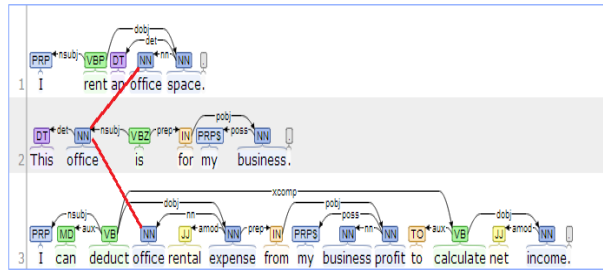 dobj
det
nn
nsubj
PRP VBP DT NN NN .
1 I rent an office space.
det nsubj prep pobj poss
DT NN VBZ IN PRP$ NN .
2 This office is for my business.
xcomp
dobj pobj
nsubj nn poss dobj
aux amod prep nn aux amod
PRP MD VB NN JJ NN IN PRP$ NN NN TO VB JJ NN .
3 I can deduct office rental expense from my business profit to calculate net income.